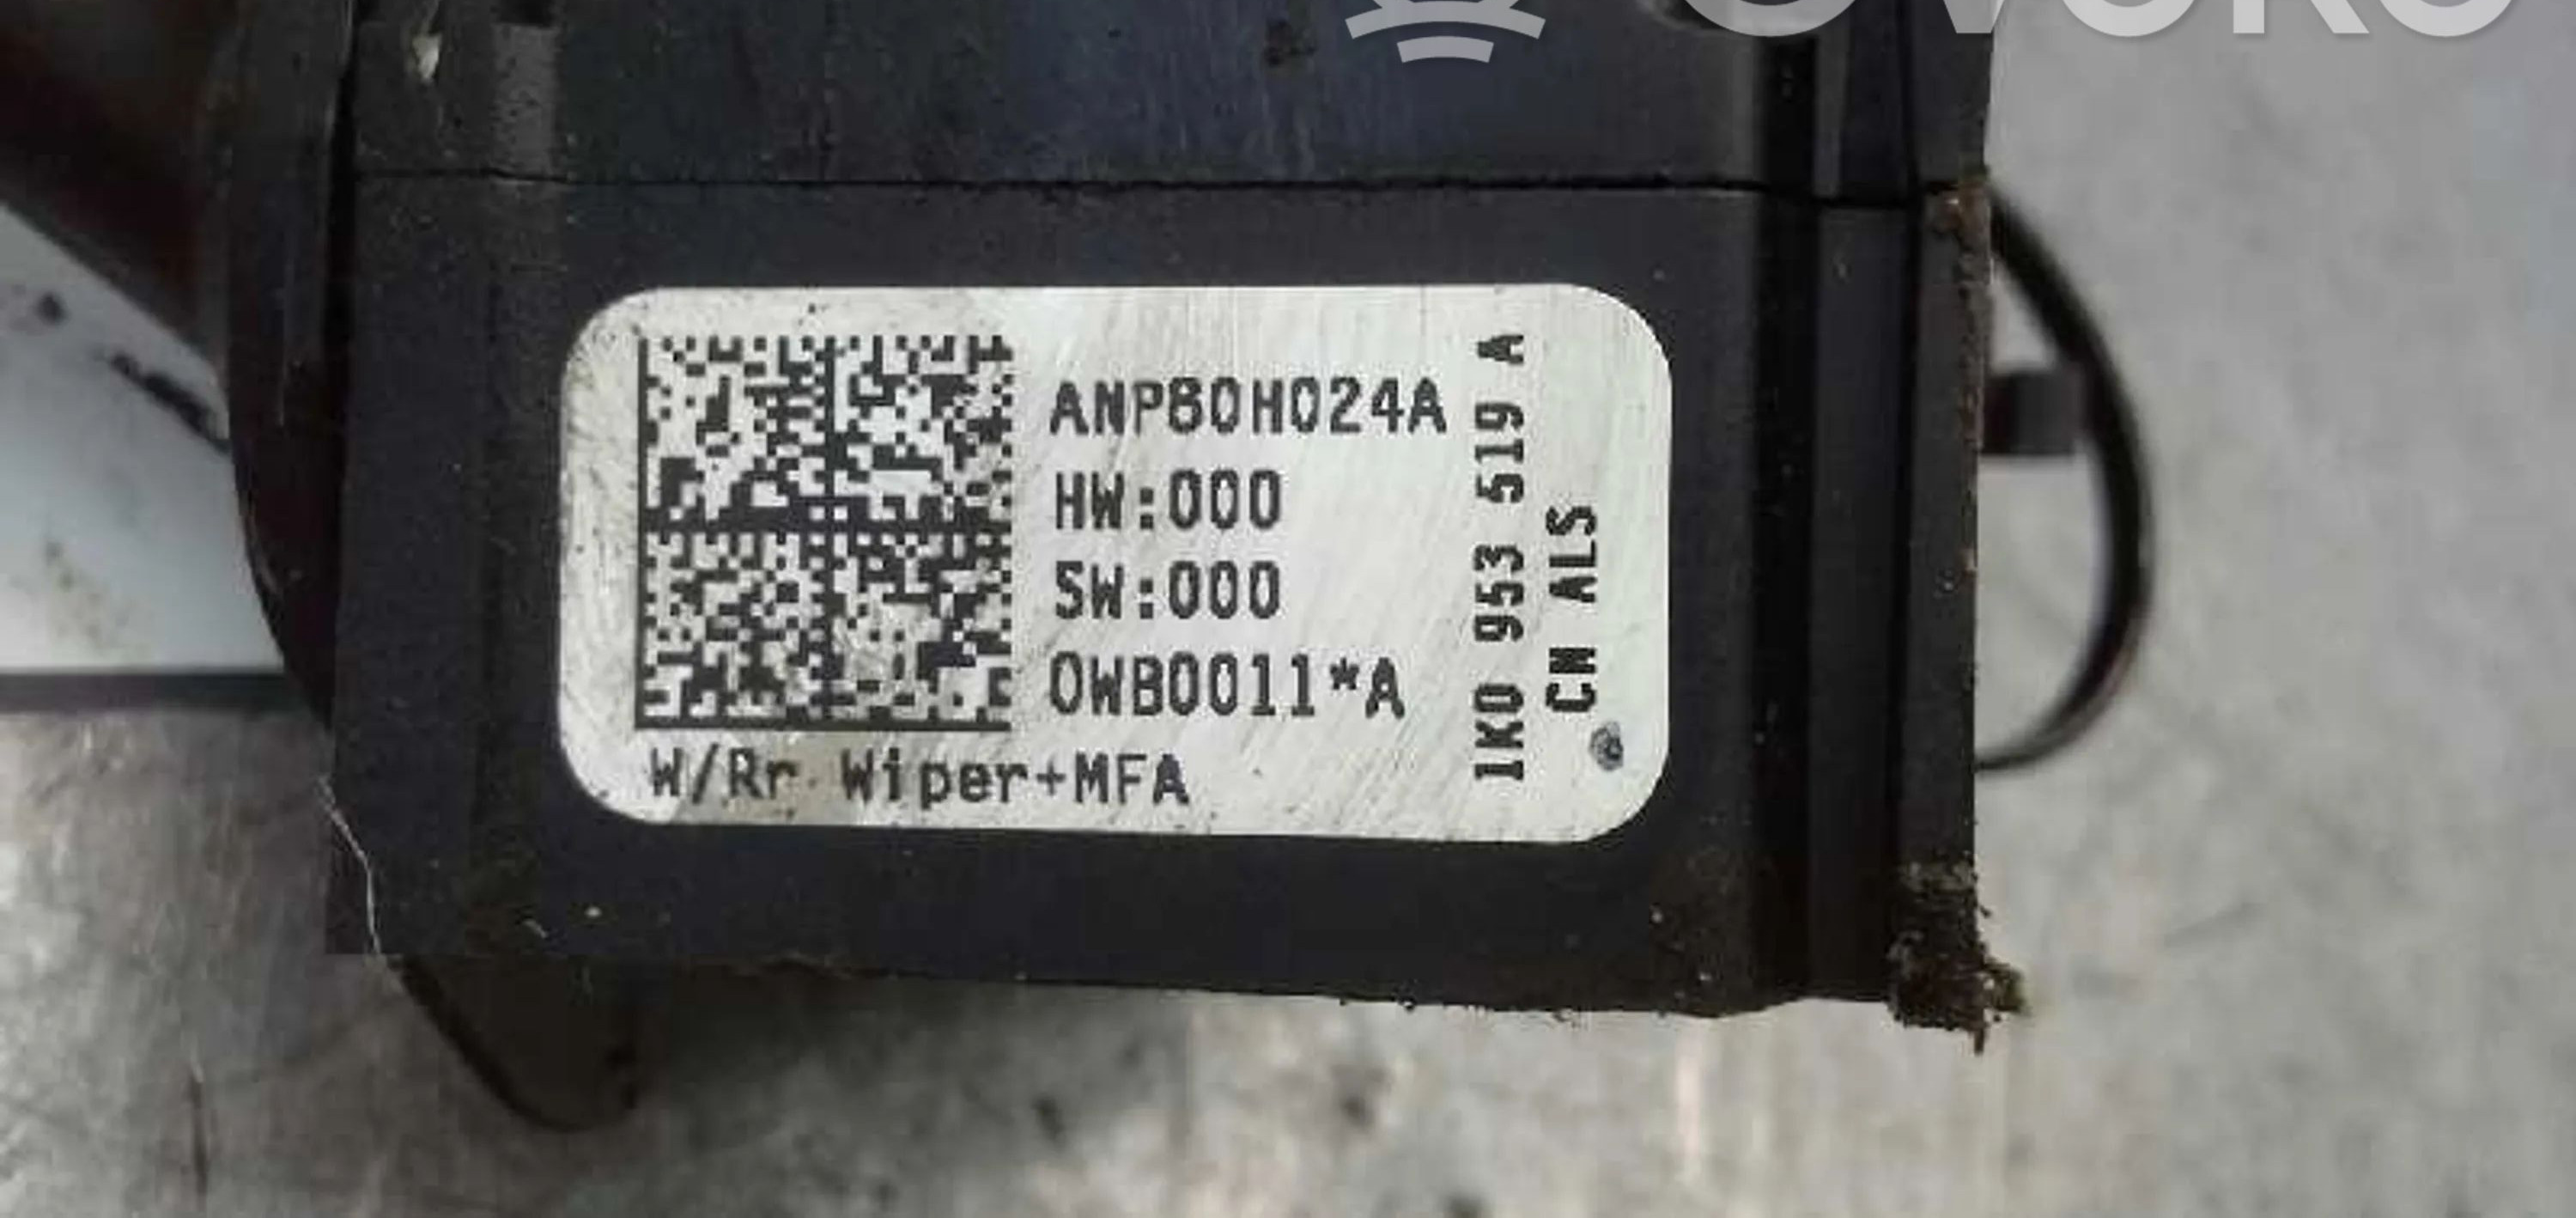 ANP80H024A
HW:000
SW:000
0WB0011*A
W/Rr Wiper+MFA
1K0 953 519 A
CN ALS